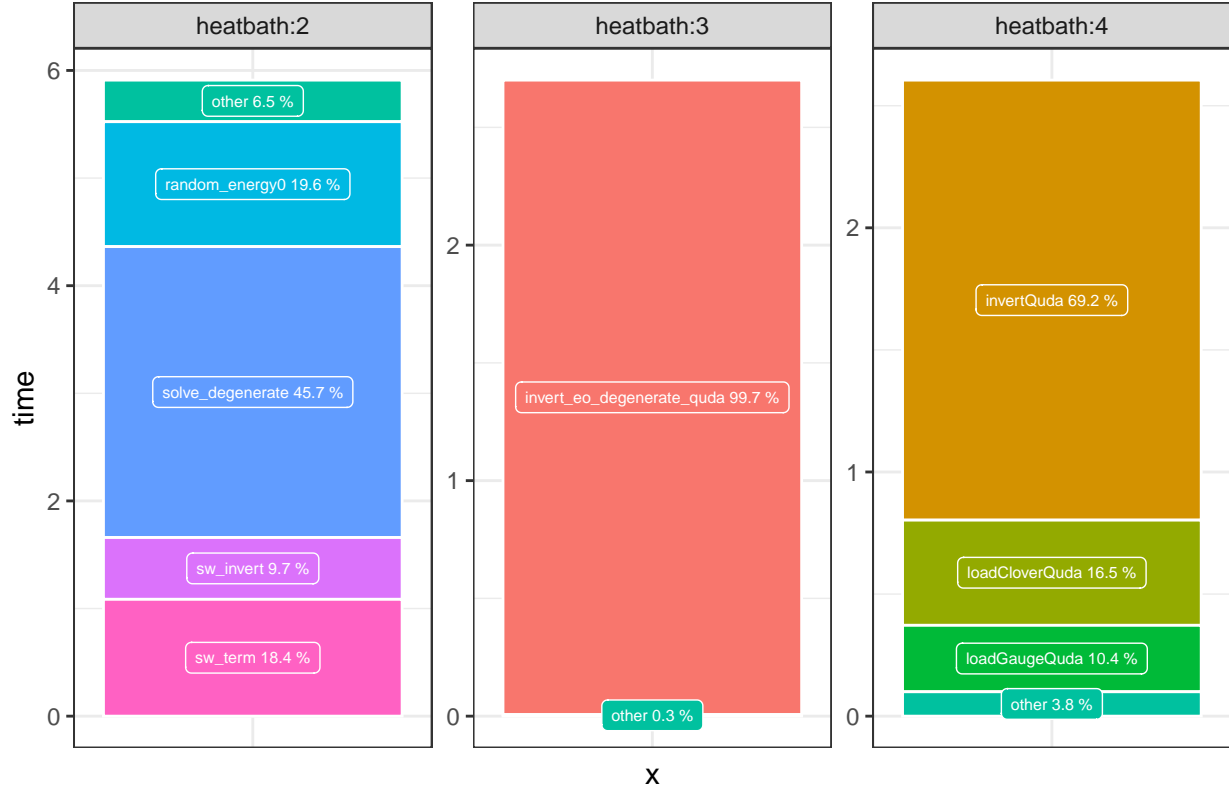 heatbath:2
heatbath:3
heatbath:4
time
6
4
2
0
other 6.5 %
random_energy0 19.6 %
solve_degenerate 45.7 %
sw_invert 9.7 %
sw_term 18.4 %
2
1
0
invert_eo_degenerate_quda 99.7 %
other 0.3 %
2
1
0
invertQuda 69.2 %
loadCloverQuda 16.5 %
loadGaugeQuda 10.4 %
other 3.8 %
x